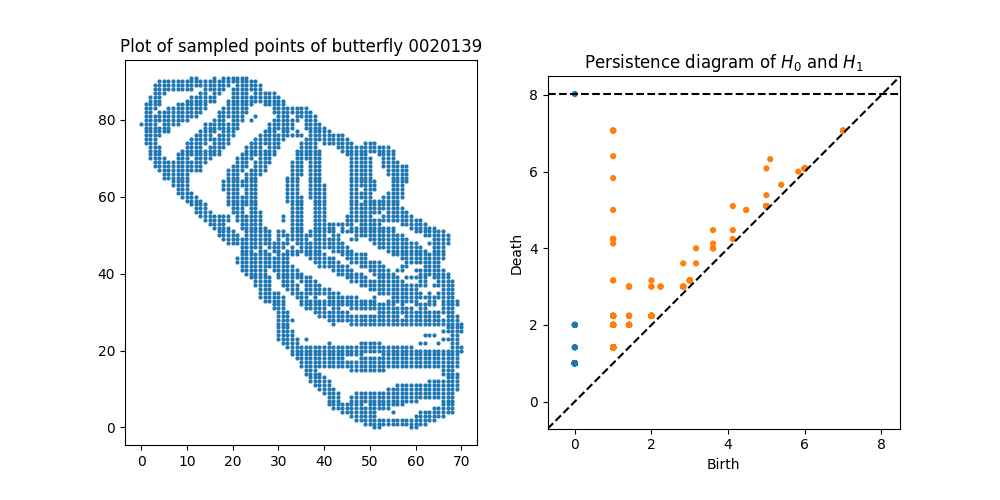 Plot of sampled points of butterfly 0020139
80
60
40
20
0
0 10 20 30 40 50 60 70
Persistence diagram of H₀ and H₁
8
6
4
2
0
Death
0 2 4 6 8
Birth